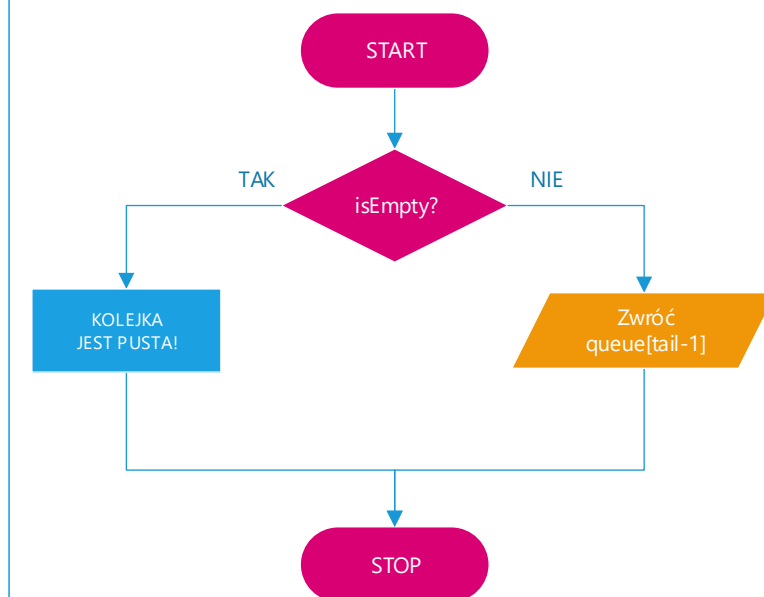 START
TAK
NIE
isEmpty?
KOLEJKA
JEST PUSTA!
Zwróć
queue[tail-1]
STOP